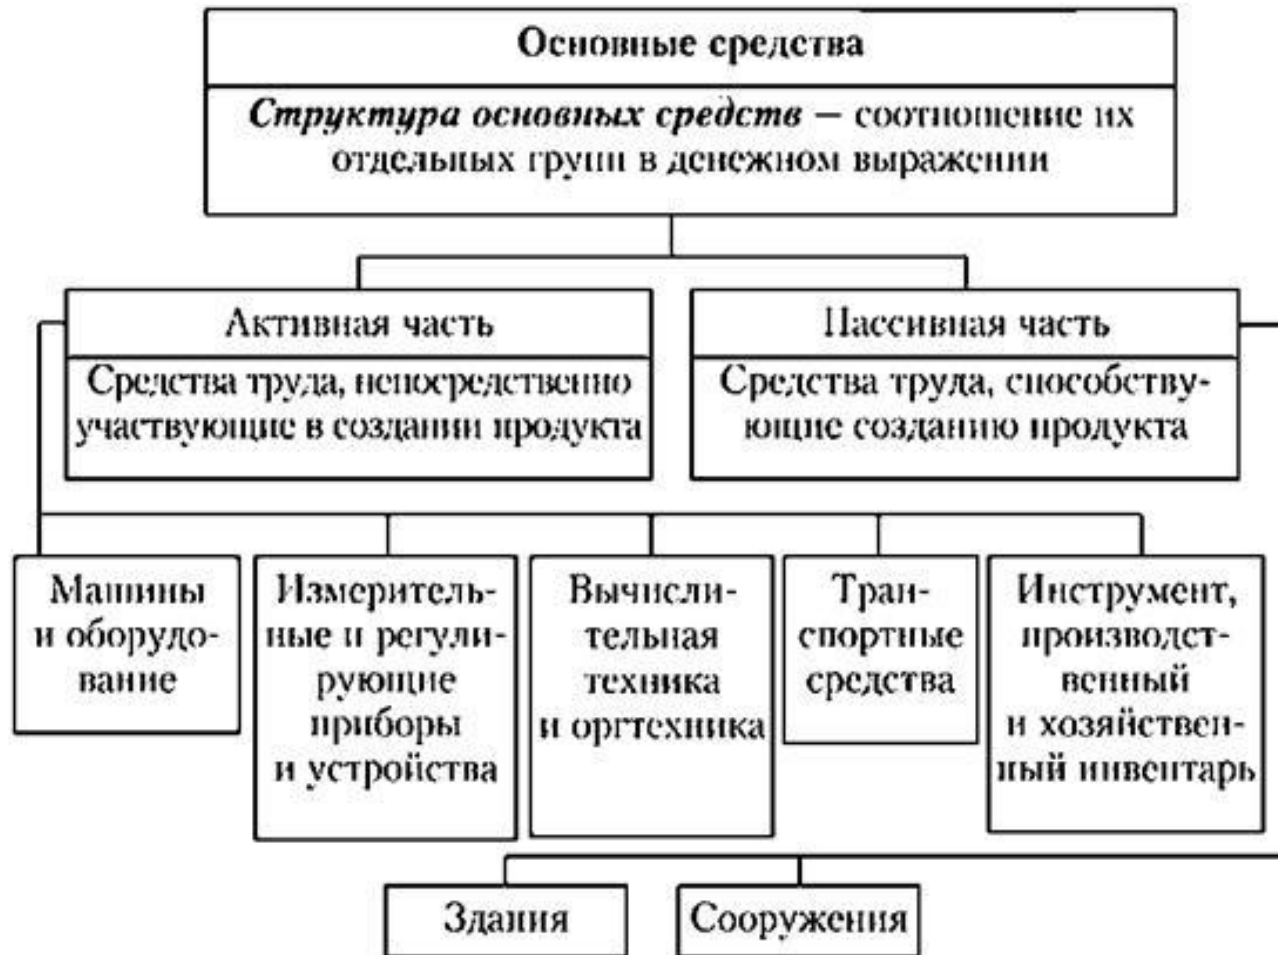 Основные средства
Структура основных средств – соотношение их
отдельных групп в денежном выражении
Активная часть
Средства труда, непосредственно
участвующие в создании продукта
Пассивная часть
Средства труда, способству-
ющие созданию продукта
Машины
и оборудо-
вание
Измеритель-
ные и регули-
рующие
приборы
и устройства
Вычисли-
тельная
техника
и оргтехника
Тран-
спортные
средства
Инструмент,
производст-
венный
и хозяйствен-
ный инвентарь
Здания
Сооружения